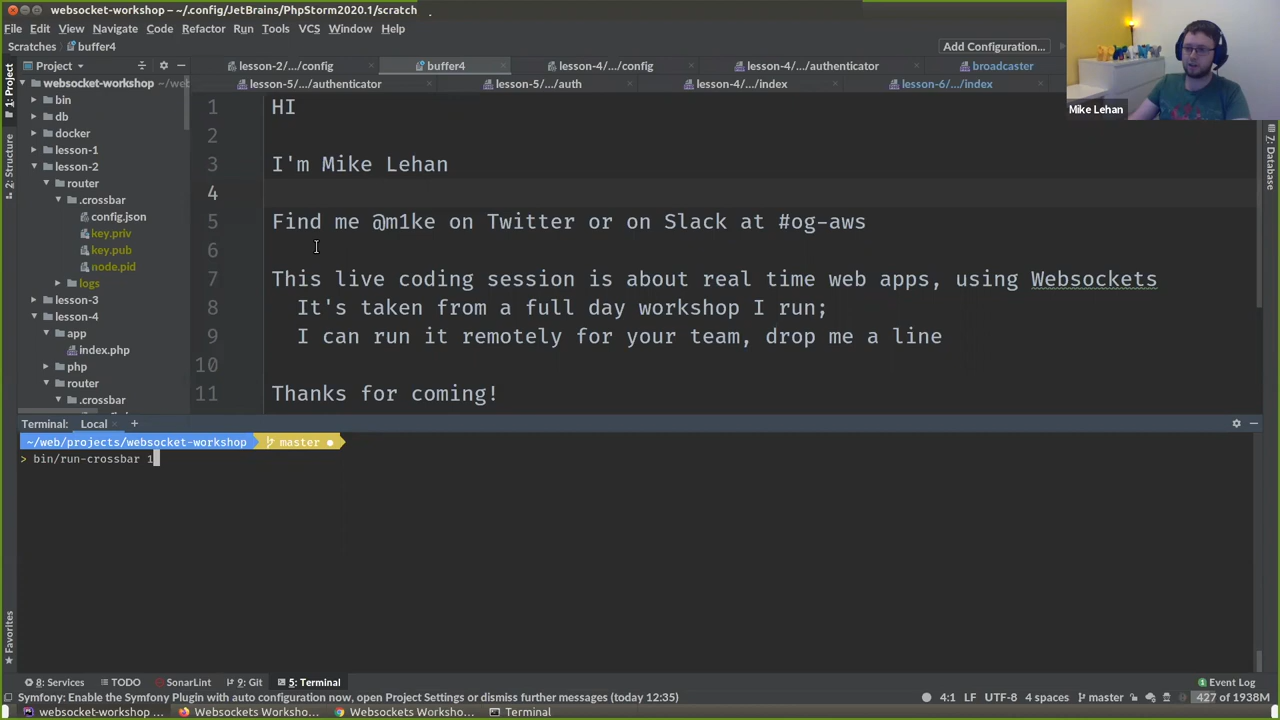 websocket-workshop – ~/.config/JetBrains/PhpStorm2020.1/scratch
File Edit View Navigate Code Refactor Run Tools VCS Window Help
Scratches buffer4 Add Configuration...
Mike Lehan
1: Project
2: Structure
Favorites
7: Database
Project
websocket-workshop ~/we
bin
db
docker
lesson-1
lesson-2
router
.crossbar
config.json
key.priv
key.pub
node.pid
logs
lesson-3
lesson-4
app
index.php
php
router
.crossbar
lesson-2/.../config buffer4 lesson-4/.../config lesson-4/.../authenticator broadcaster
lesson-5/.../authenticator lesson-5/.../auth lesson-4/.../index lesson-6/.../index
1 HI
2
3 I'm Mike Lehan
4
5 Find me @m1ke on Twitter or on Slack at #og-aws
6
7 This live coding session is about real time web apps, using Websockets
8 It's taken from a full day workshop I run;
9 I can run it remotely for your team, drop me a line
10
11 Thanks for coming!
Terminal: Local +
~/web/projects/websocket-workshop master ●
> bin/run-crossbar 1
8: Services TODO SonarLint 9: Git 5: Terminal Event Log
Symfony: Enable the Symfony Plugin with auto configuration now, open Project Settings or dismiss further messages (today 12:35) 4:1 LF UTF-8 4 spaces master 427 of 1938M
websocket-workshop ... Websockets Worksho... Websockets Worksho... Terminal